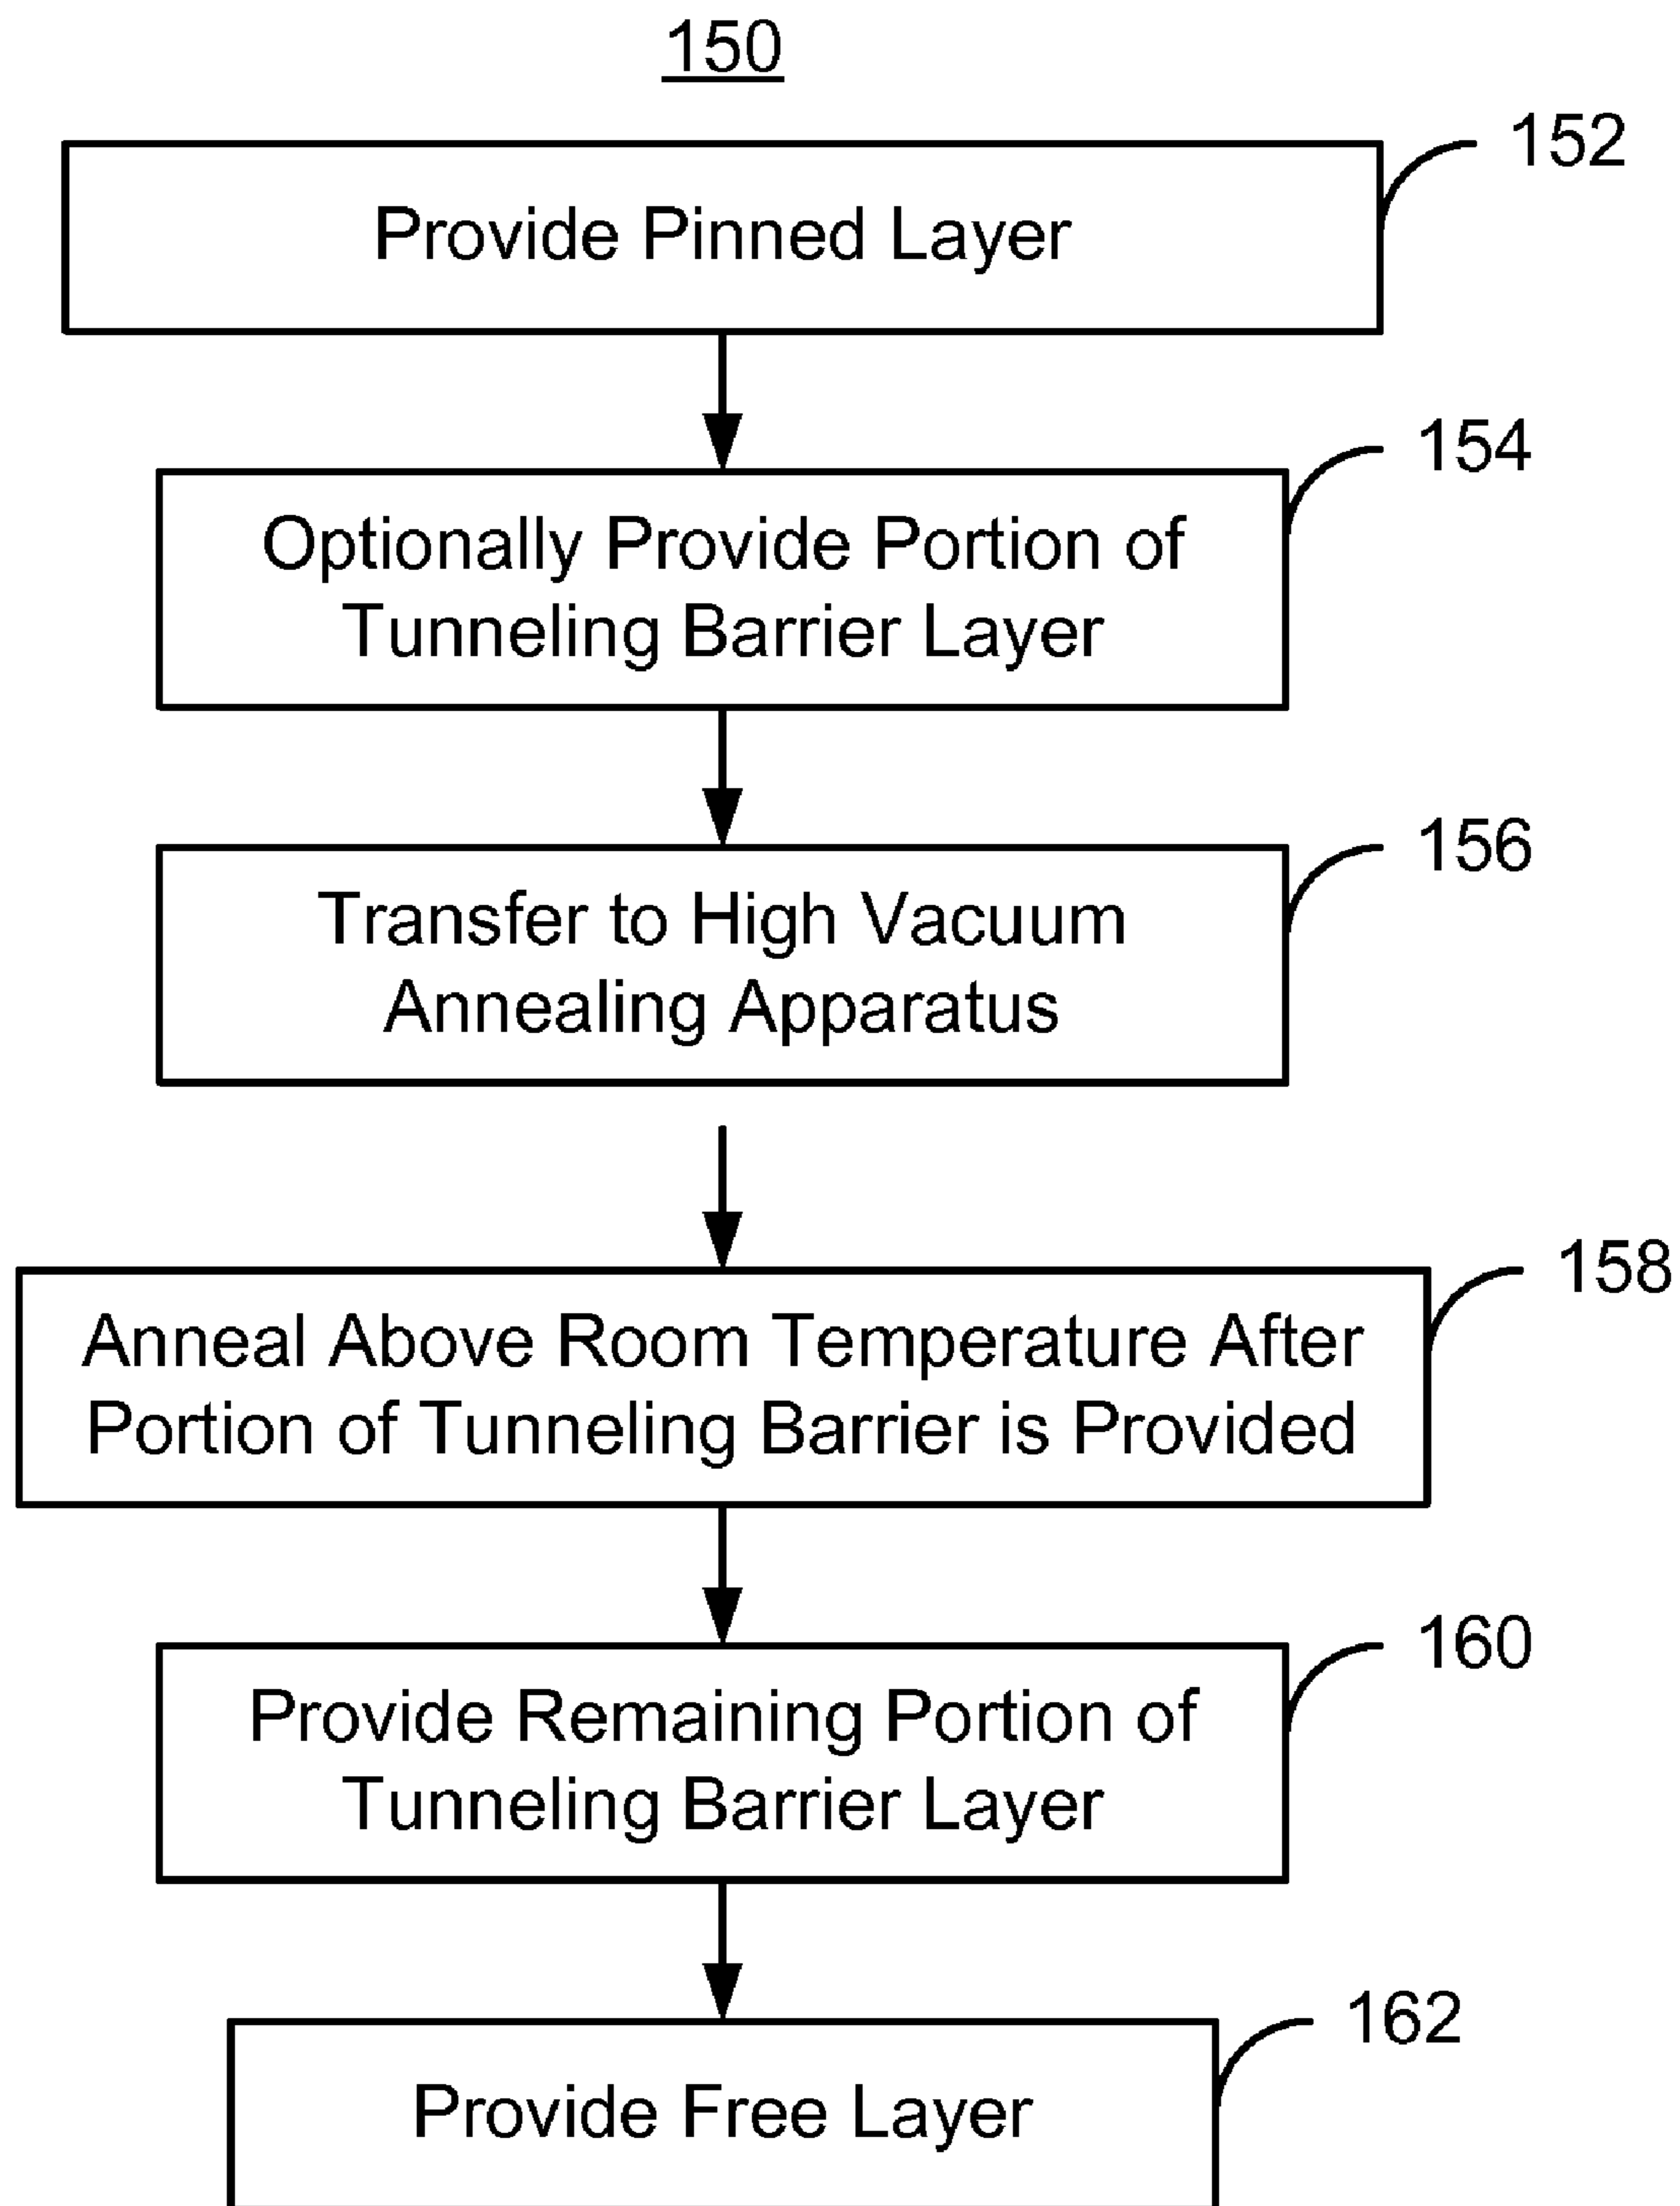 150
152
Provide Pinned Layer
154
Optionally Provide Portion of
Tunneling Barrier Layer
156
Transfer to High Vacuum
Annealing Apparatus
158
Anneal Above Room Temperature After
Portion of Tunneling Barrier is Provided
160
Provide Remaining Portion of
Tunneling Barrier Layer
162
Provide Free Layer